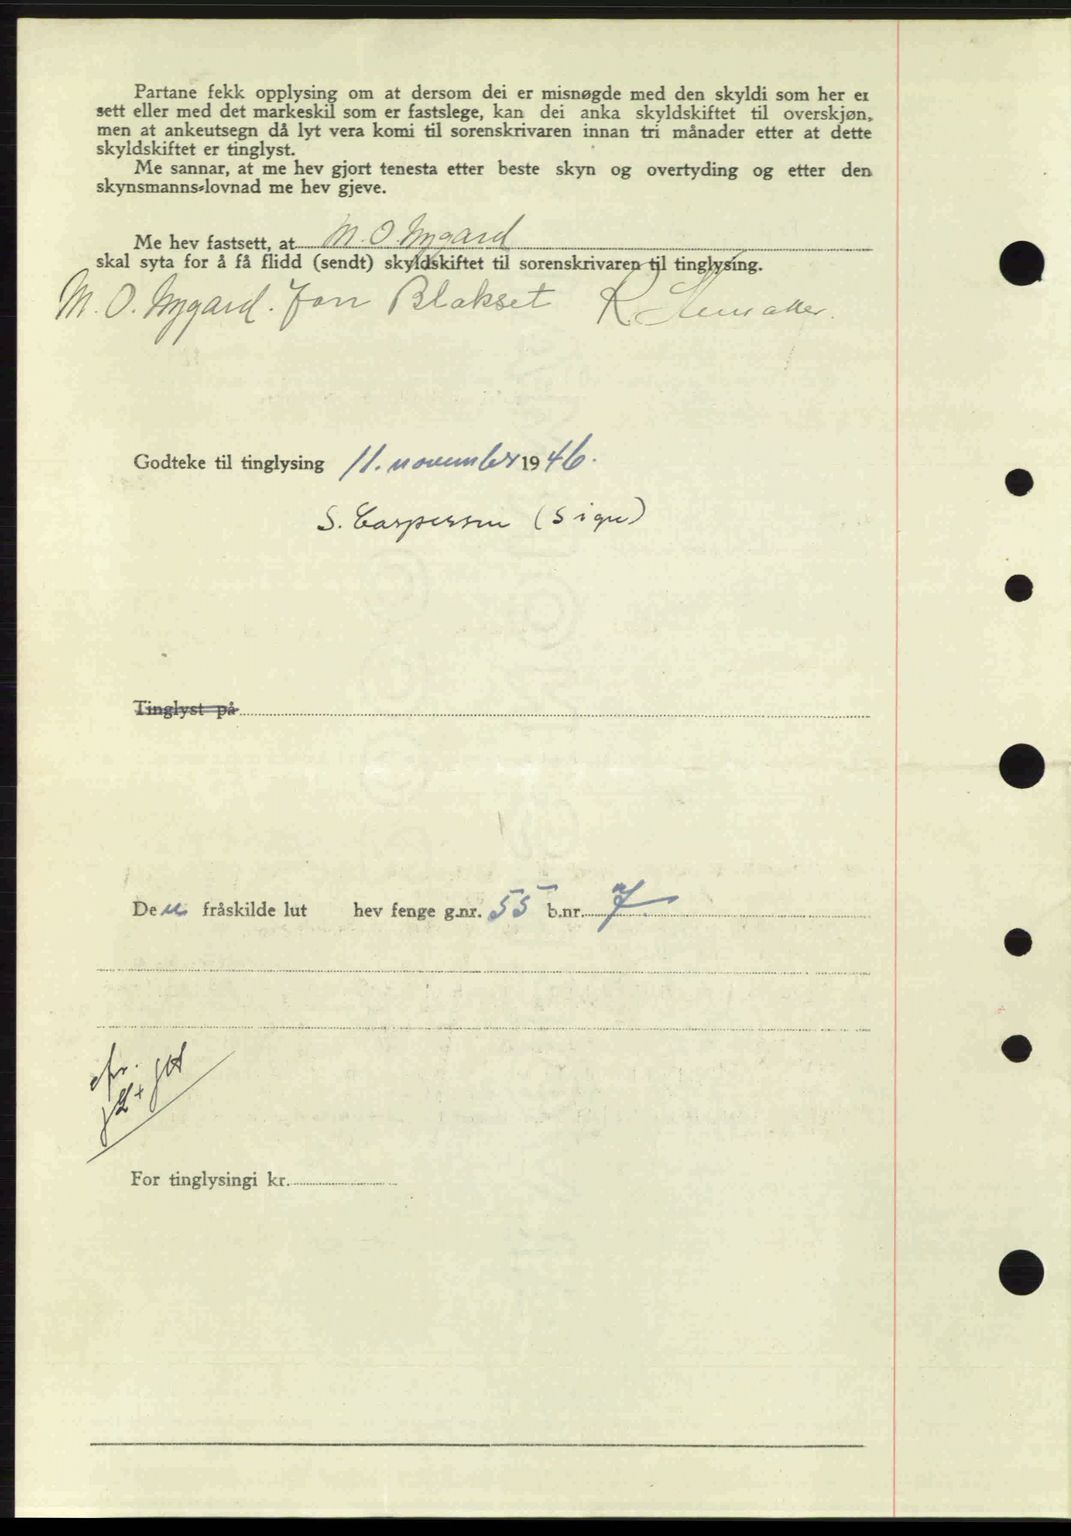 Partane fekk opplysing om at dersom dei er misnøgde med den skyldi som her er
sett eller med det markeskil som er fastslege, kan dei anka skyldskiftet til overskjøn,
men at ankeutsegn då lyt vera komi til sorenskrivaren innan tri månader etter at dette
skyldskiftet er tinglyst.
Me sannar, at me hev gjort tenesta etter beste skyn og overtyding og etter den
skynsmanns-lovnad me hev gjeve.
Me hev fastsett, at M. O. Mygard
skal syta for å få flidd (sendt) skyldskiftet til sorenskrivaren til tinglysing.
M. O. Mygard. Jon Blakset R.
Godteke til tinglysing 11. november 1946.
S. Caspersen (sign)
Tinglyst på
Den fråskilde lut hev fenge g.nr. 55 b.nr. 7.
For tinglysingi kr.